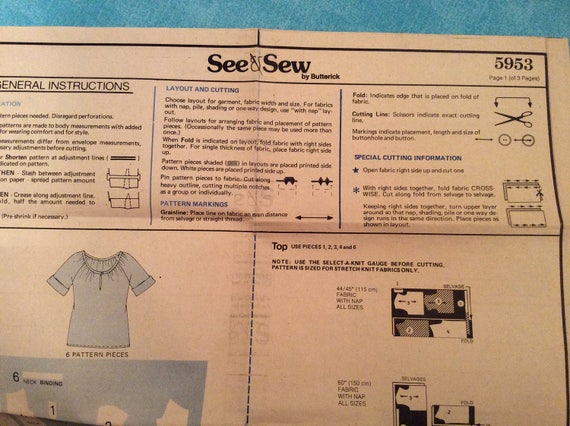 See & Sew
by Butterick
5953
Page 1 (of 3 Pages)
GENERAL INSTRUCTIONS
pattern pieces needed. Disregard perforations.
patterns are made to body measurements with added
for wearing comfort and for style.
measurements differ from envelope measurements,
adjustments before cutting.
Shorten pattern at adjustment lines (
indicated on pattern.
Slash between adjustment
on paper - spread pattern amount
Crease along adjustment line,
half the amount needed to
(Pre-shrink if necessary.)
LAYOUT AND CUTTING
Choose layout for garment, fabric width and size. For fabrics
with nap, pile, shading or one-way design, use "with nap" lay-
out.
Follow layouts for arranging fabric and placement of pattern
pieces. (Occasionally the same piece may be used more than
once.)
When Fold is indicated on layout, fold fabric with right sides
together. For single thickness of fabric, place fabric right side
up.
Pattern pieces shaded ( ) in layouts are placed printed side
down. White pieces are placed printed side up.
Pin pattern pieces to fabric. Cut along
heavy outline, cutting multiple notches
as a group or individually.
PATTERN MARKINGS
Grainline: Place line on fabric an even distance
from selvage or straight thread.
Fold: Indicates edge that is placed on fold of
fabric.
Cutting Line: Scissors indicate exact cutting
line.
Markings indicate placement, length and size of
buttonhole and button.
SPECIAL CUTTING INFORMATION
★ Open fabric right side up and cut one
* With right sides together, fold fabric CROSS-
WISE. Cut along fold from selvage to selvage.
Keeping right sides together, turn upper layer
around so that nap, shading, pile or one way de-
sign runs in the same direction. Place pieces as
shown in layout.
6 PATTERN PIECES
6 NECK BINDING
1
2
Top USE PIECES 1, 2, 3, 4 and 6
NOTE: USE THE SELECT-A-KNIT GAUGE BEFORE CUTTING.
PATTERN IS SIZED FOR STRETCH KNIT FABRICS ONLY.
44/45" (115 cm)
FABRIC
WITH NAP
ALL SIZES
SELVAGE
1
3
4
FOLD
60" (150 cm)
FABRIC
WITH NAP
ALL SIZES
SELVAGES
3
2
FOLD